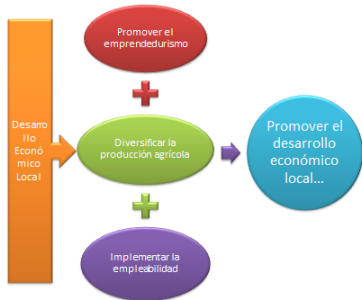 Desarro
llo
Econó
mico
Local
Promover el
emprendedurismo
Diversificar la
producción agrícola
Implementar la
empleabilidad
Promover el
desarrollo
económico
local...